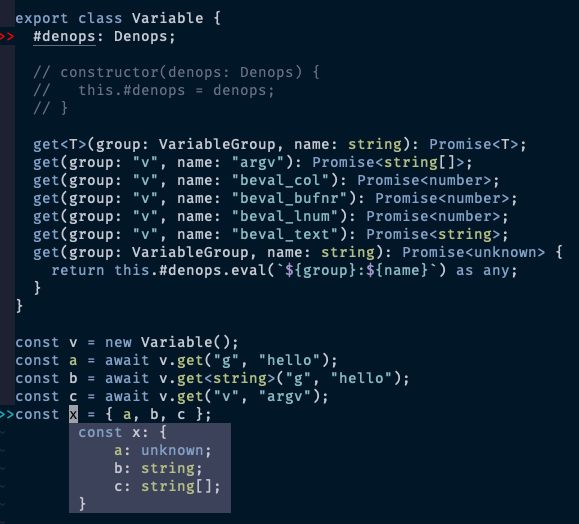 export class Variable {
>>  #denops: Denops;

  // constructor(denops: Denops) {
  //   this.#denops = denops;
  // }

  get<T>(group: VariableGroup, name: string): Promise<T>;
  get(group: "v", name: "argv"): Promise<string[]>;
  get(group: "v", name: "beval_col"): Promise<number>;
  get(group: "v", name: "beval_bufnr"): Promise<number>;
  get(group: "v", name: "beval_lnum"): Promise<number>;
  get(group: "v", name: "beval_text"): Promise<string>;
  get(group: VariableGroup, name: string): Promise<unknown> {
    return this.#denops.eval(`${group}:${name}`) as any;
  }
}

const v = new Variable();
const a = await v.get("g", "hello");
const b = await v.get<string>("g", "hello");
const c = await v.get("v", "argv");
>>const x = { a, b, c };
~ const x: {
~     a: unknown;
~     b: string;
~     c: string[];
~ }